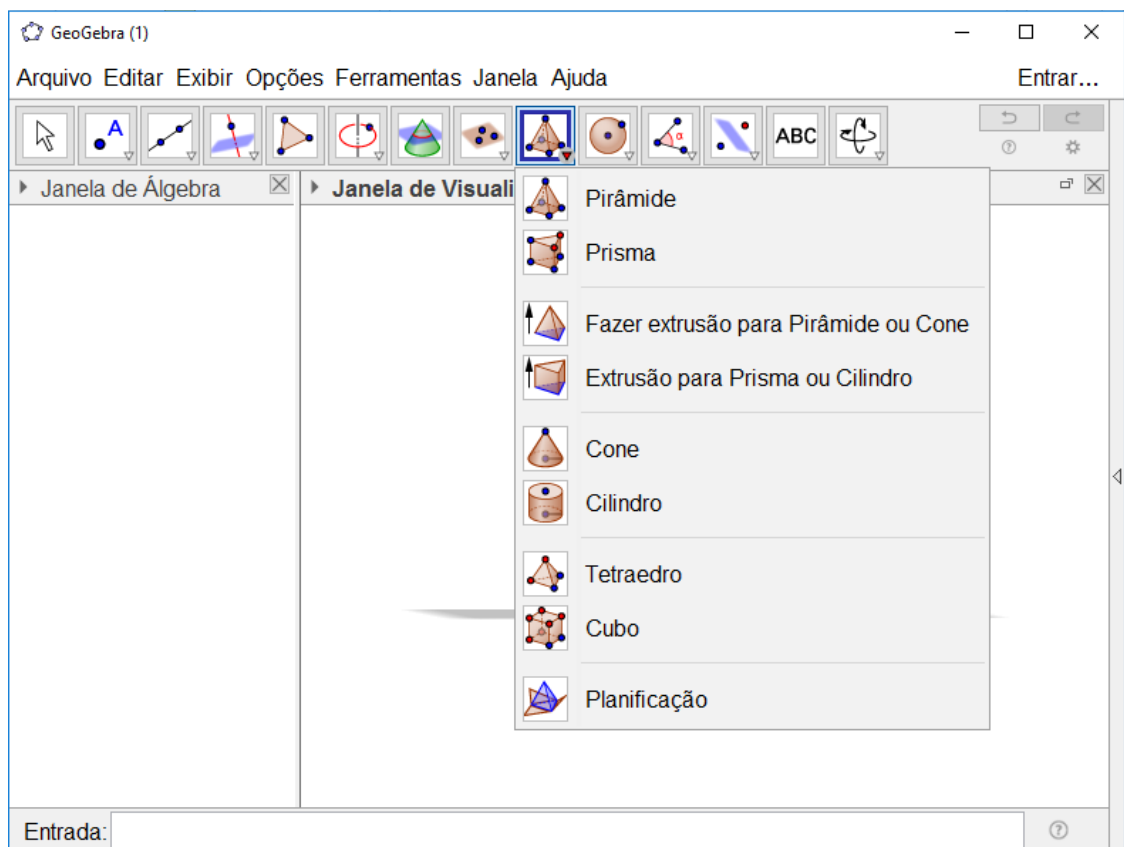 GeoGebra (1)
Arquivo Editar Exibir Opções Ferramentas Janela Ajuda Entrar...
A α ABC
Janela de Álgebra Janela de Visuali
Pirâmide
Prisma
Fazer extrusão para Pirâmide ou Cone
Extrusão para Prisma ou Cilindro
Cone
Cilindro
Tetraedro
Cubo
Planificação
Entrada: